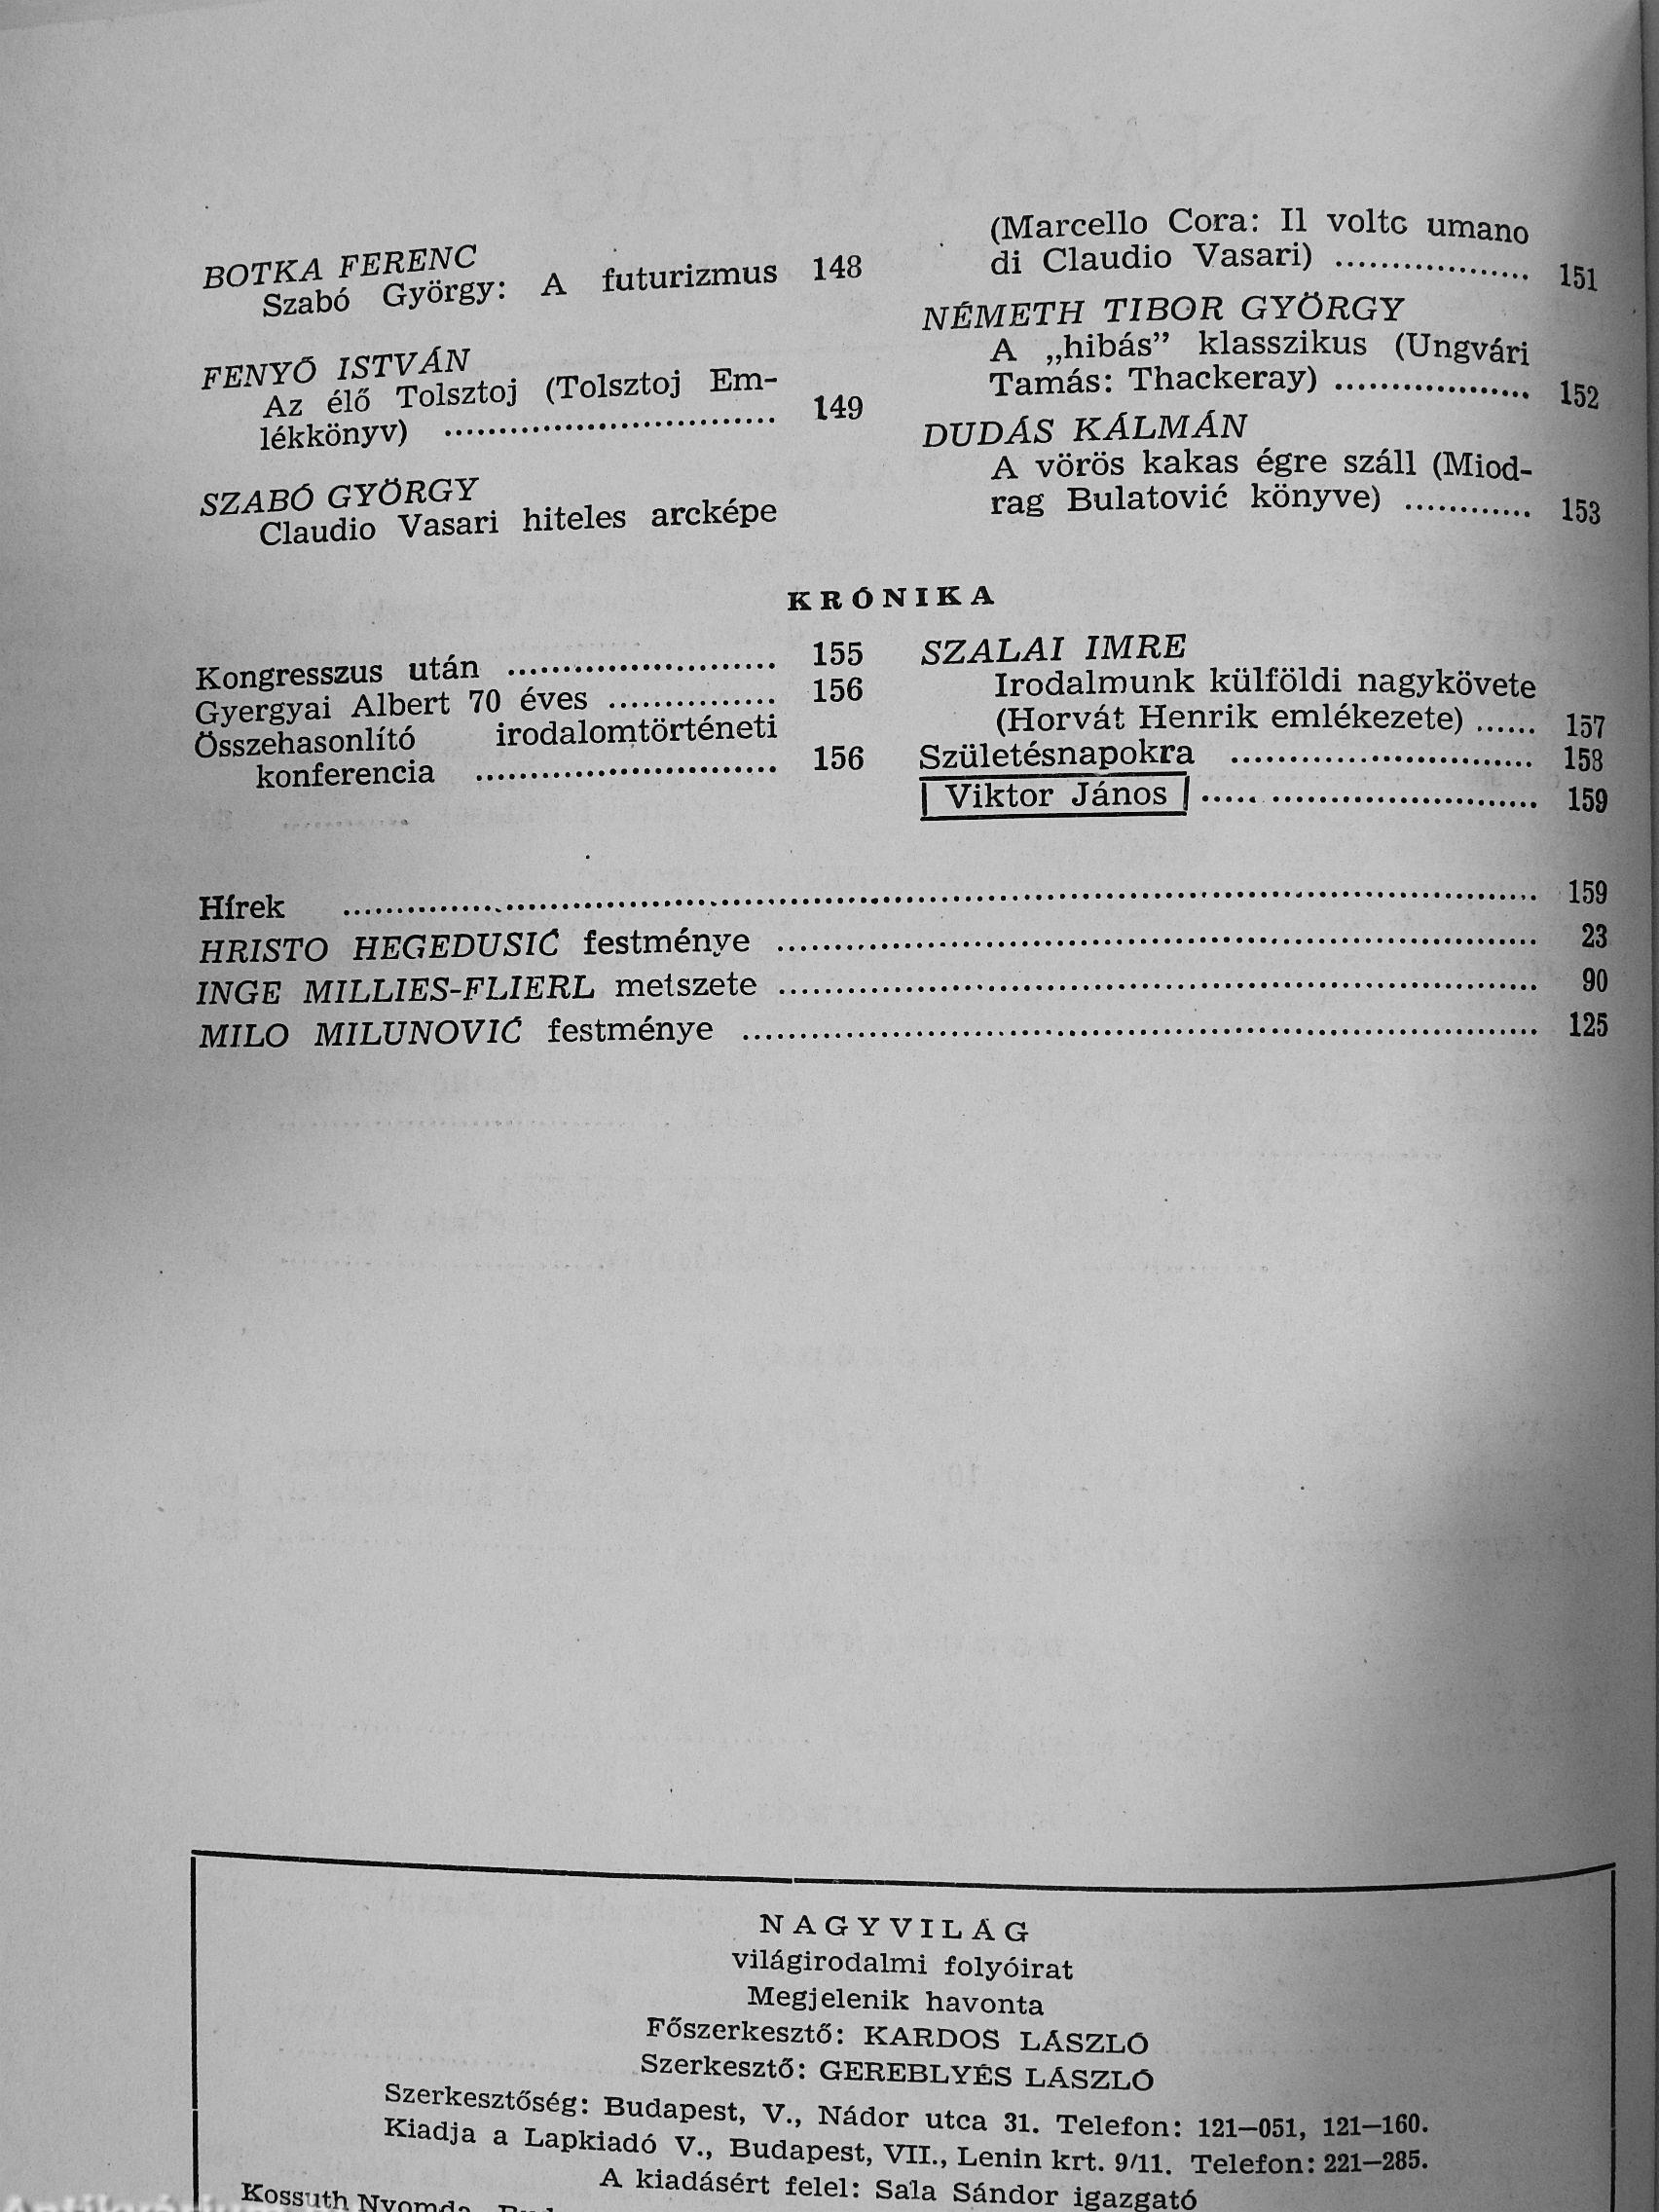 BOTKA FERENC
Szabó György: A futurizmus 148
FENYŐ ISTVÁN
Az élő Tolsztoj (Tolsztoj Em-
lékkönyv) .............................. 149
SZABÓ GYÖRGY
Claudio Vasari hiteles arcképe
(Marcello Cora: Il volto umano
di Claudio Vasari) .................. 151
NÉMETH TIBOR GYÖRGY
A „hibás” klasszikus (Ungvári
Tamás: Thackeray) .................. 152
DUDÁS KÁLMÁN
A vörös kakas égre száll (Miod-
rag Bulatović könyve) ............ 153
KRÓNIKA
Kongresszus után ........................ 155
Gyergyai Albert 70 éves ............... 156
Összehasonlító irodalomtörténeti
konferencia ........................... 156
SZALAI IMRE
Irodalmunk külföldi nagykövete
(Horvát Henrik emlékezete) ...... 157
Születésnapokra ........................... 158
Viktor János .............................. 159
Hírek .............................. 159
HRISTO HEGEDUSIĆ festménye .............................. 23
INGE MILLIES-FLIERL metszete .............................. 90
MILO MILUNOVIĆ festménye .............................. 125
NAGYVILÁG
világirodalmi folyóirat
Megjelenik havonta
Főszerkesztő: KARDOS LÁSZLÓ
Szerkesztő: GEREBLYÉS LÁSZLÓ
Szerkesztőség: Budapest, V., Nádor utca 31. Telefon: 121—051, 121—160.
Kiadja a Lapkiadó V., Budapest, VII., Lenin krt. 9/11. Telefon: 221—285.
A kiadásért felel: Sala Sándor igazgató
Kossuth Nyomda,